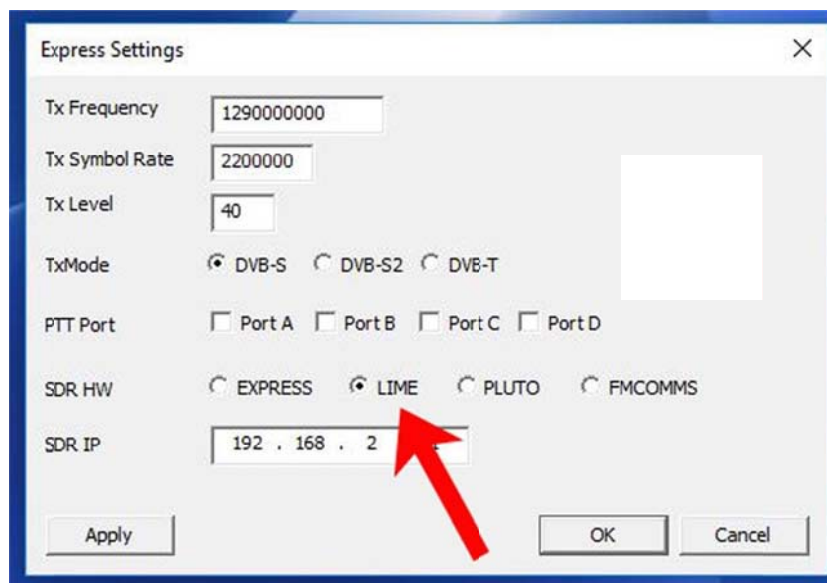 Express Settings
Tx Frequency 1290000000
Tx Symbol Rate 2200000
Tx Level 40
TxMode DVB-S DVB-S2 DVB-T
PTT Port Port A Port B Port C Port D
SDR HW EXPRESS LIME PLUTO FMCOMMS
SDR IP 192 . 168 . 2
Apply OK Cancel